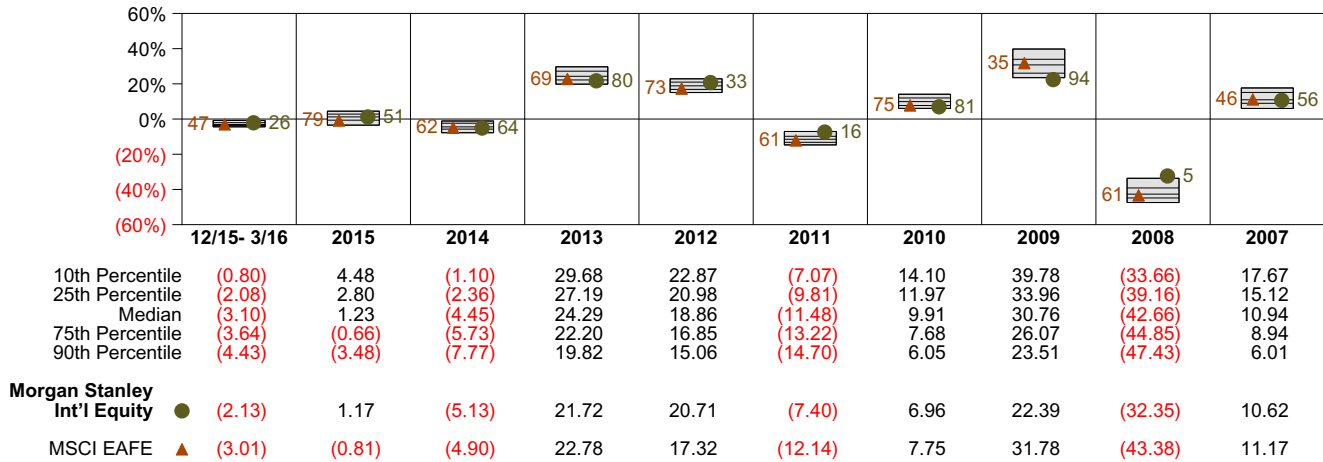 60%
40%
20%
0%
(20%)
(40%)
(60%)
47 26
79 51
62 64
69 80
73 33
61 16
75 81
35 94
61 5
46 56
12/15- 3/16 2015 2014 2013 2012 2011 2010 2009 2008 2007
10th Percentile (0.80) 4.48 (1.10) 29.68 22.87 (7.07) 14.10 39.78 (33.66) 17.67
25th Percentile (2.08) 2.80 (2.36) 27.19 20.98 (9.81) 11.97 33.96 (39.16) 15.12
Median (3.10) 1.23 (4.45) 24.29 18.86 (11.48) 9.91 30.76 (42.66) 10.94
75th Percentile (3.64) (0.66) (5.73) 22.20 16.85 (13.22) 7.68 26.07 (44.85) 8.94
90th Percentile (4.43) (3.48) (7.77) 19.82 15.06 (14.70) 6.05 23.51 (47.43) 6.01
Morgan Stanley
Int'l Equity (2.13) 1.17 (5.13) 21.72 20.71 (7.40) 6.96 22.39 (32.35) 10.62
MSCI EAFE (3.01) (0.81) (4.90) 22.78 17.32 (12.14) 7.75 31.78 (43.38) 11.17